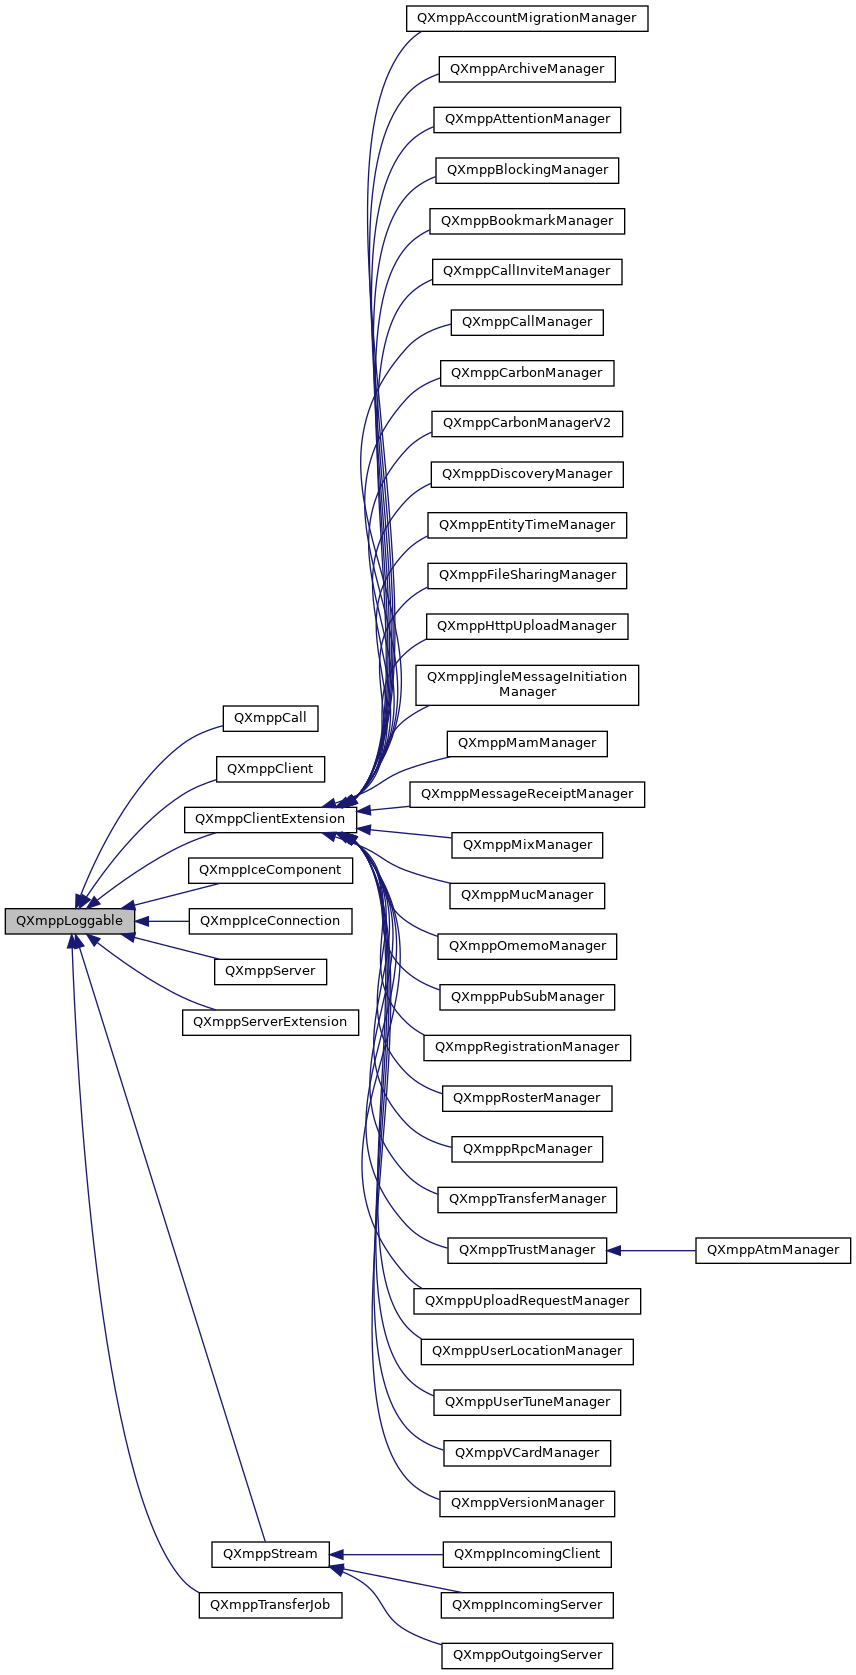 QXmppAccountMigrationManager
QXmppArchiveManager
QXmppAttentionManager
QXmppBlockingManager
QXmppBookmarkManager
QXmppCallInviteManager
QXmppCallManager
QXmppCarbonManager
QXmppCarbonManagerV2
QXmppDiscoveryManager
QXmppEntityTimeManager
QXmppFileSharingManager
QXmppHttpUploadManager
QXmppJingleMessageInitiation
Manager
QXmppCall
QXmppMamManager
QXmppClient
QXmppMessageReceiptManager
QXmppClientExtension
QXmppMixManager
QXmppIceComponent
QXmppMucManager
QXmppLoggable
QXmppIceConnection
QXmppOmemoManager
QXmppServer
QXmppPubSubManager
QXmppServerExtension
QXmppRegistrationManager
QXmppRosterManager
QXmppRpcManager
QXmppTransferManager
QXmppTrustManager
QXmppAtmManager
QXmppUploadRequestManager
QXmppUserLocationManager
QXmppUserTuneManager
QXmppVCardManager
QXmppVersionManager
QXmppStream
QXmppIncomingClient
QXmppTransferJob
QXmppIncomingServer
QXmppOutgoingServer